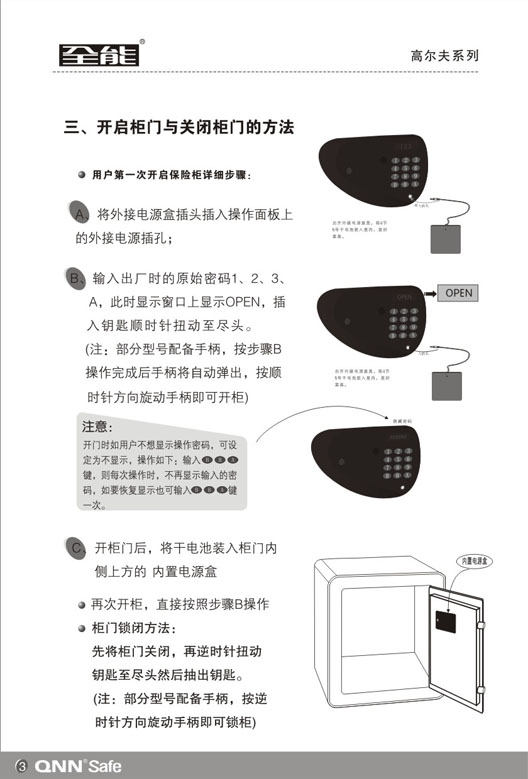 全能®
高尔夫系列
三、开启柜门与关闭柜门的方法
用户第一次开启保险柜详细步骤：
A、将外接电源盒插头插入操作面板上
的外接电源插孔；
B、输入出厂时的原始密码1、2、3、
A，此时显示窗口上显示OPEN，插
入钥匙顺时针扭动至尽头。
(注：部分型号配备手柄，按步骤B
操作完成后手柄将自动弹出，按顺
时针方向旋动手柄即可开柜)
OPEN
OPEN
注意：
开门时如用户不想显示操作密码，可设
定为不显示，操作如下：输入
键，则每次操作时，不再显示输入的密
码，如要恢复显示也可输入 键
一次。
隐藏密码
C、开柜门后，将干电池装入柜门内
侧上方的 内置电源盒
内置电源盒
再次开柜，直接按照步骤B操作
柜门锁闭方法：
先将柜门关闭，再逆时针扭动
钥匙至尽头然后抽出钥匙。
(注：部分型号配备手柄，按逆
时针方向旋动手柄即可锁柜)
3 QNN® Safe